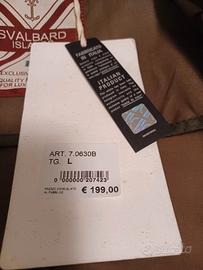 SVALBARD
ISLA
EXCLUSIV
QUALITY F
FOR LUX
FABBRICATO
IN ITALIA
ITALIAN
PRODUCT
ART. 7.0630B
TG. L
0 000000 207423
€ 199,00
subito